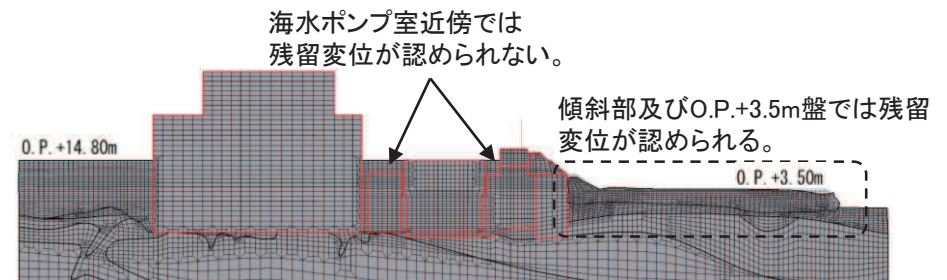 海水ポンプ室近傍では
残留変位が認められない。
傾斜部及びO.P.+3.5m盤では残留
変位が認められる。
O.P.+14.80m
O.P.+3.50m